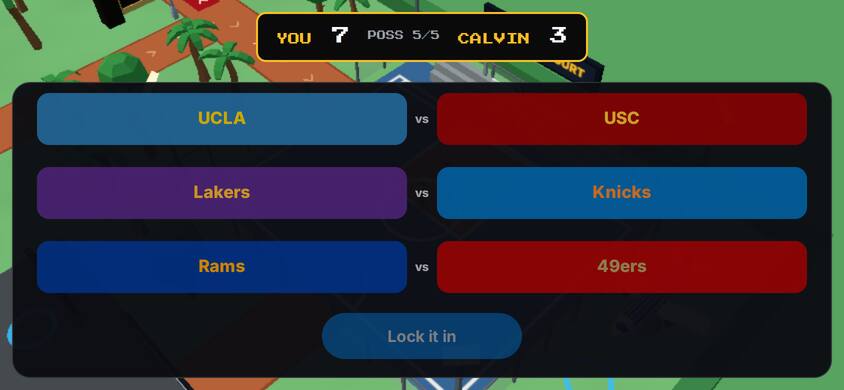 YOU 7 POSS 5/5 CALVIN 3
UCLA vs USC
Lakers vs Knicks
Rams vs 49ers
Lock it in